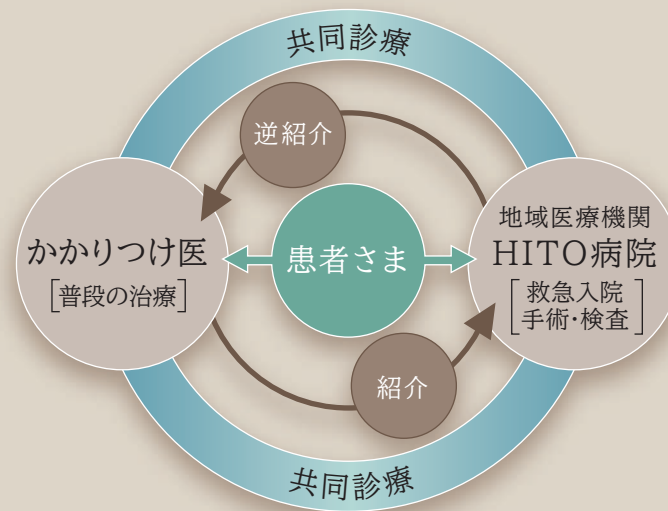 共同診療
逆紹介
かかりつけ医
[普段の治療]
患者さま
地域医療機関
HITO病院
[救急入院
手術・検査]
紹介
共同診療